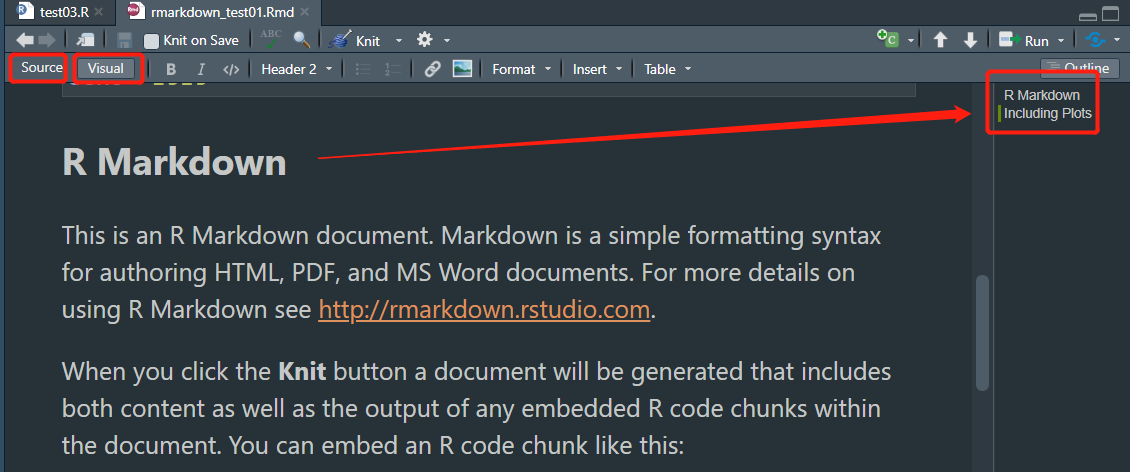 test03.R
rmarkdown_test01.Rmd
Knit on Save
ABC
Knit
C
Run
Source
Visual
B
I
</>
Header 2
Format
Insert
Table
Outline
R Markdown
Including Plots
R Markdown
This is an R Markdown document. Markdown is a simple formatting syntax
for authoring HTML, PDF, and MS Word documents. For more details on
using R Markdown see http://rmarkdown.rstudio.com.
When you click the Knit button a document will be generated that includes
both content as well as the output of any embedded R code chunks within
the document. You can embed an R code chunk like this: